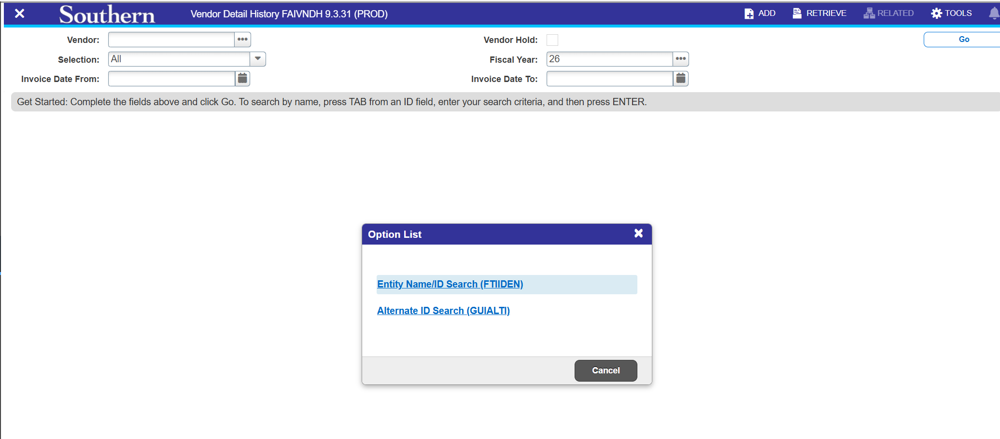 Southern
Vendor Detail History FAIVNDH 9.3.31 (PROD)
ADD
RETRIEVE
RELATED
TOOLS
Vendor:
Vendor Hold:
Go
Selection: All
Fiscal Year: 26
Invoice Date From:
Invoice Date To:
Get Started: Complete the fields above and click Go. To search by name, press TAB from an ID field, enter your search criteria, and then press ENTER.
Option List
Entity Name/ID Search (FTIIDEN)
Alternate ID Search (GUIALTI)
Cancel